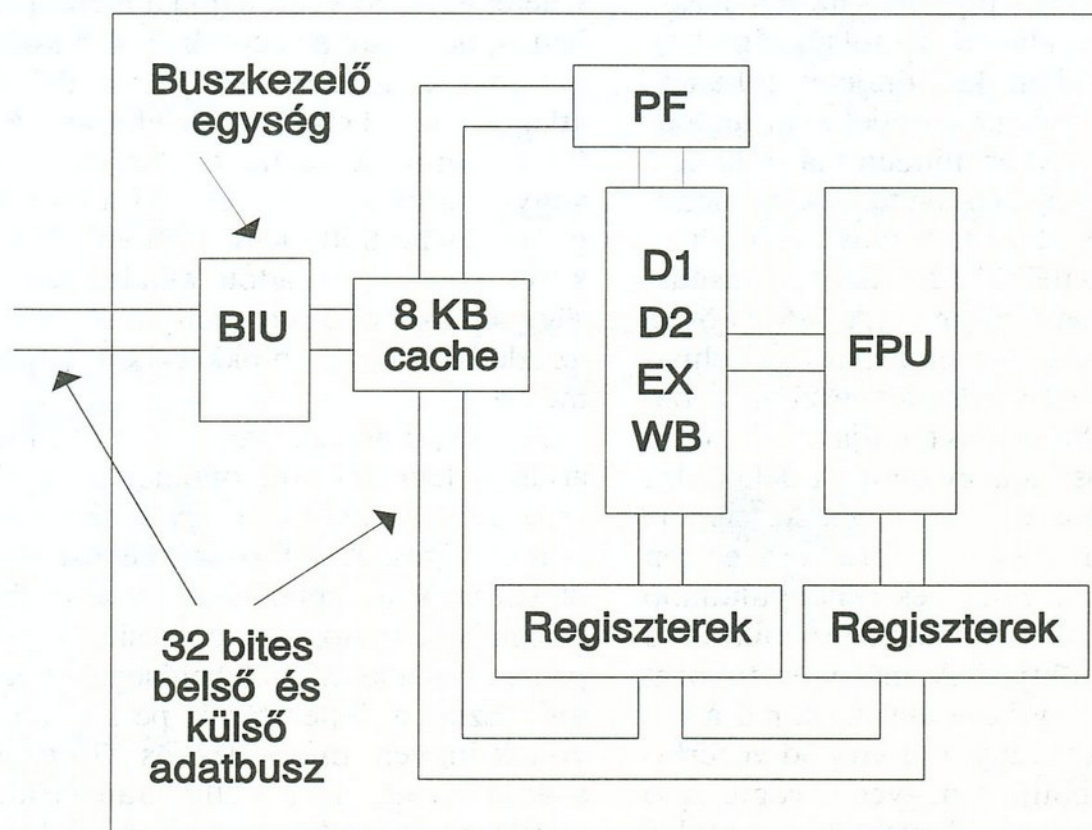 Buszkezelő
egység
PF
BIU
8 KB
cache
D1
D2
EX
WB
FPU
Regiszterek
Regiszterek
32 bites
belső és
külső
adatbusz